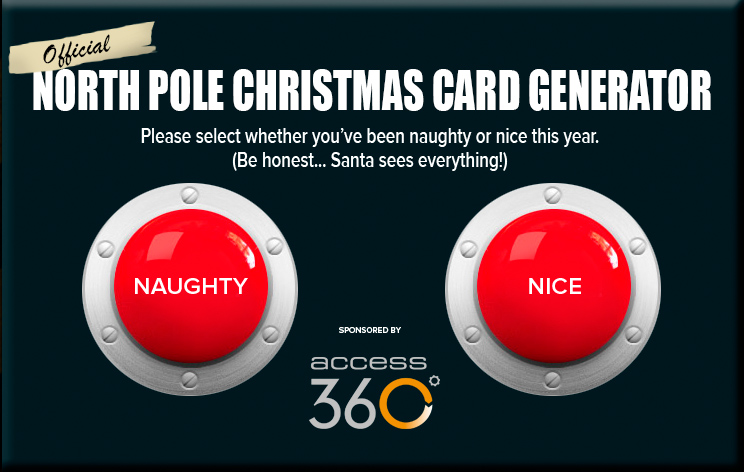 Official
NORTH POLE CHRISTMAS CARD GENERATOR
Please select whether you've been naughty or nice this year.
(Be honest... Santa sees everything!)
NAUGHTY
NICE
SPONSORED BY
access
360°